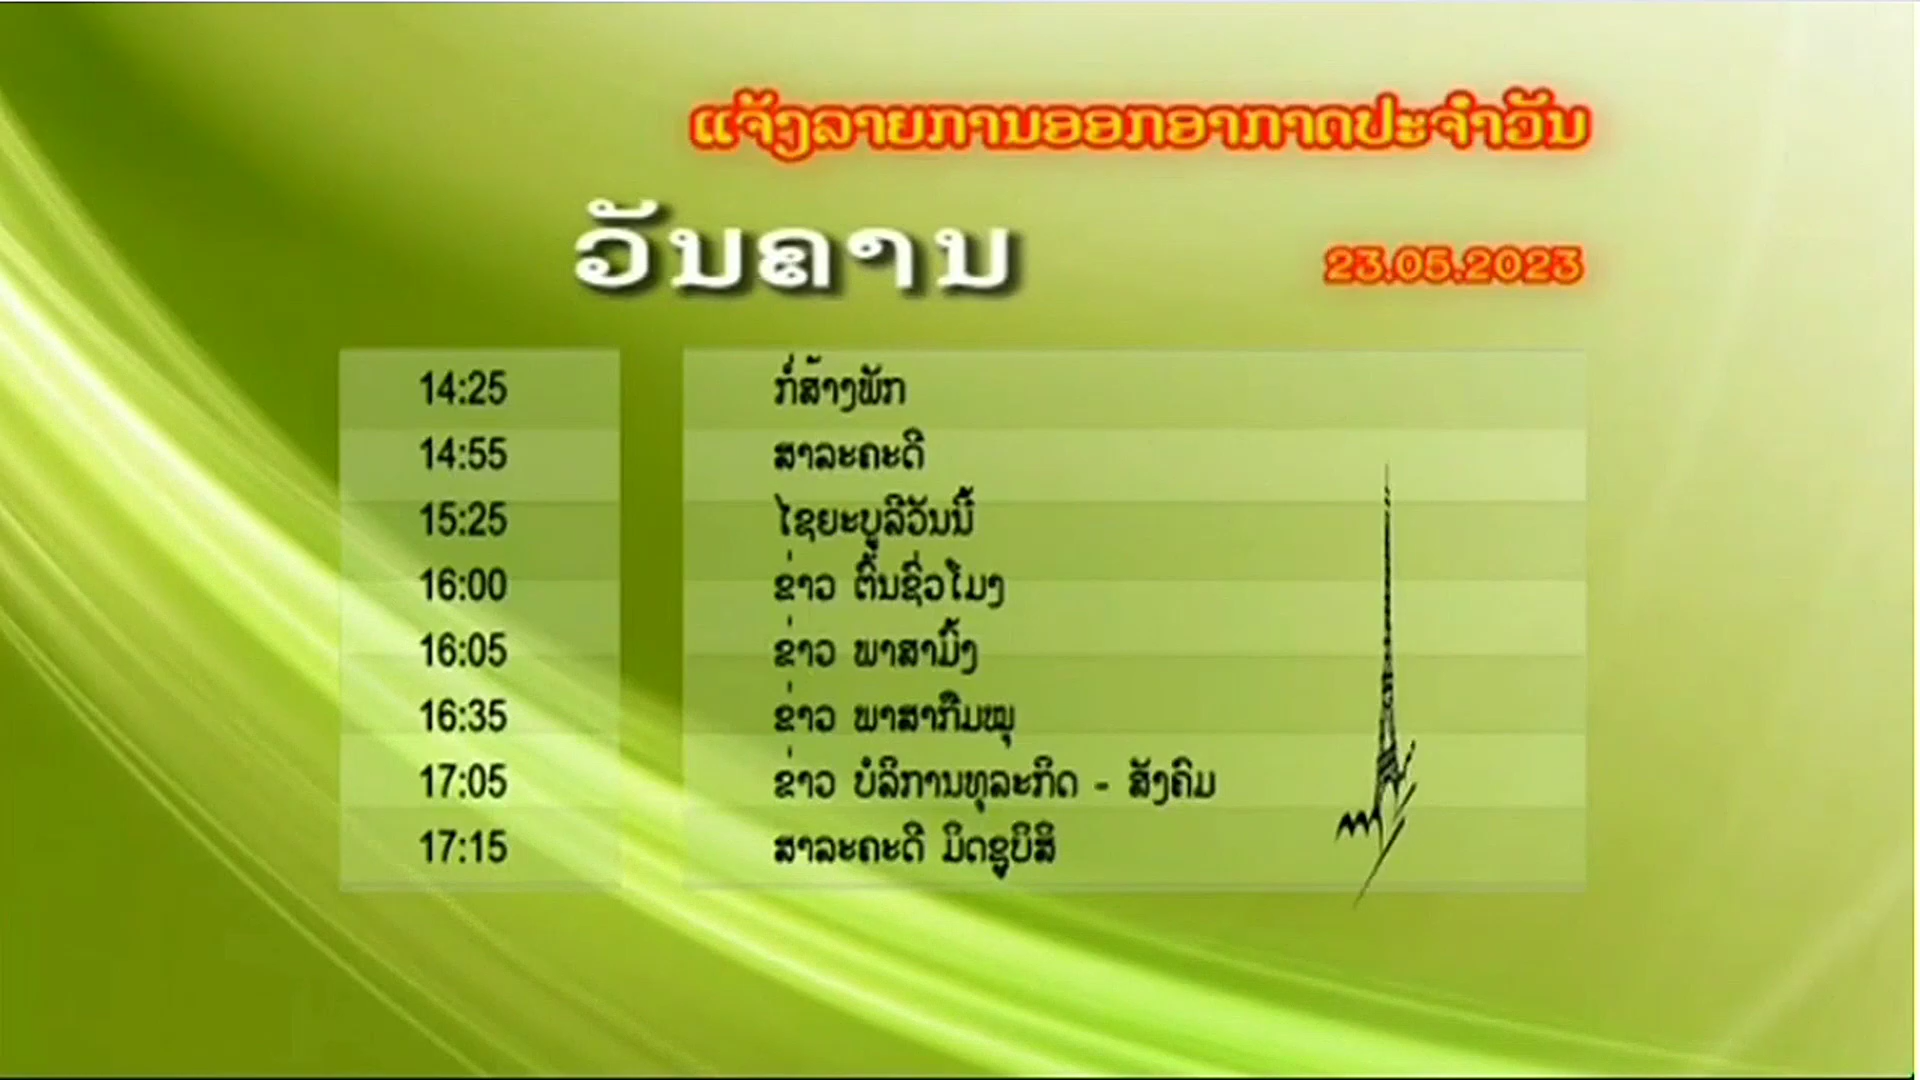 ແຈ້ງລາຍການອອກອາກາດປະຈຳວັນ
ວັນຄານ
23.05.2023
14:25 ກໍ່ສ້າງພັກ
14:55 ສາລະຄະດີ
15:25 ໄຊຍະບູລີວັນນີ້
16:00 ຂ່າວ ຕົ້ນຊົ່ວໂມງ
16:05 ຂ່າວ ພາສາມົ້ງ
16:35 ຂ່າວ ພາສາກຶມໝຸ
17:05 ຂ່າວ ບໍລິການທຸລະກິດ - ສັງຄົມ
17:15 ສາລະຄະດີ ມິດຊູບິສິ